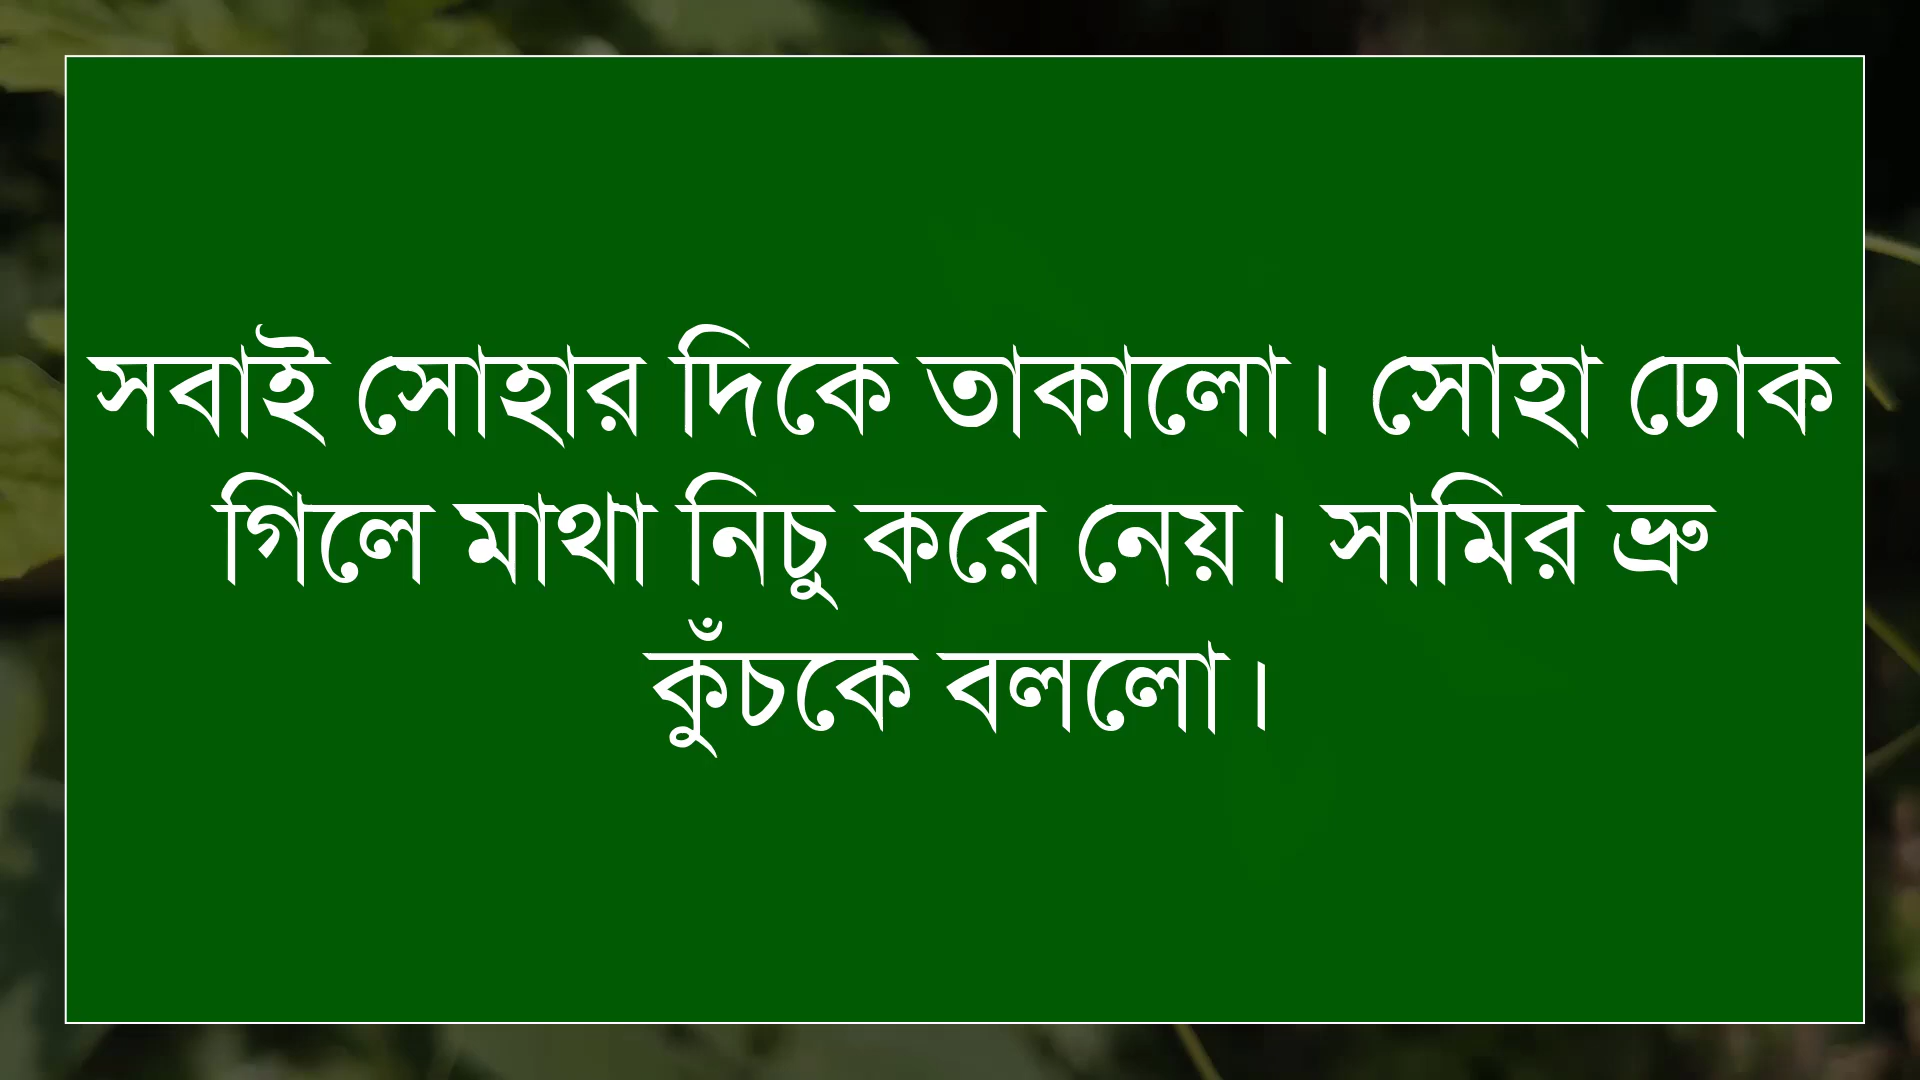 সবাই সোহার দিকে তাকালো। সোহা ঢোক
গিলে মাথা নিচু করে নেয়। সামির ভ্রু
কুঁচকে বললো।